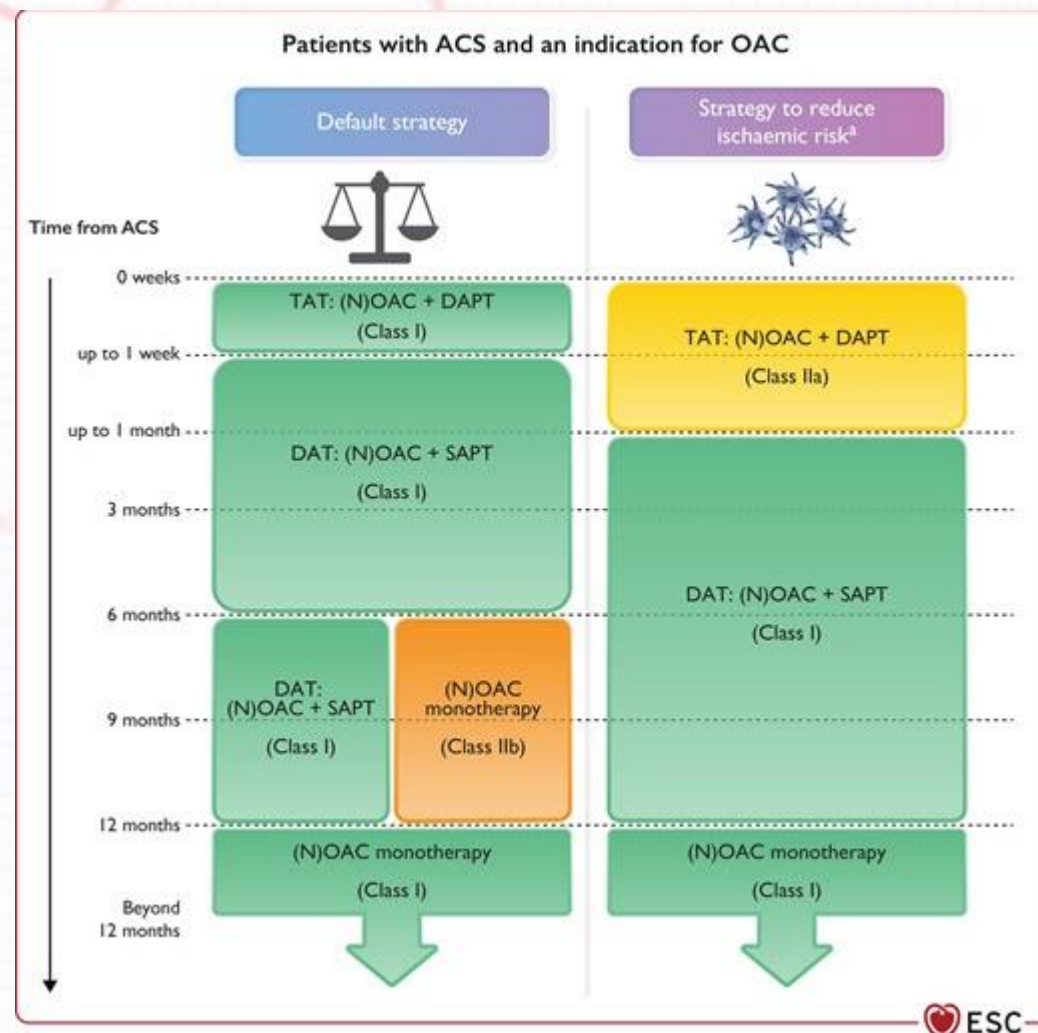 Patients with ACS and an indication for OAC
Default strategy
Strategy to reduce
ischaemic riskᵃ
Time from ACS
0 weeks
TAT: (N)OAC + DAPT
(Class I)
up to 1 week
TAT: (N)OAC + DAPT
(Class IIa)
up to 1 month
DAT: (N)OAC + SAPT
(Class I)
3 months
DAT: (N)OAC + SAPT
(Class I)
6 months
DAT:
(N)OAC + SAPT
(Class I)
(N)OAC
monotherapy
(Class IIb)
9 months
12 months
(N)OAC monotherapy
(Class I)
(N)OAC monotherapy
(Class I)
Beyond
12 months
ESC